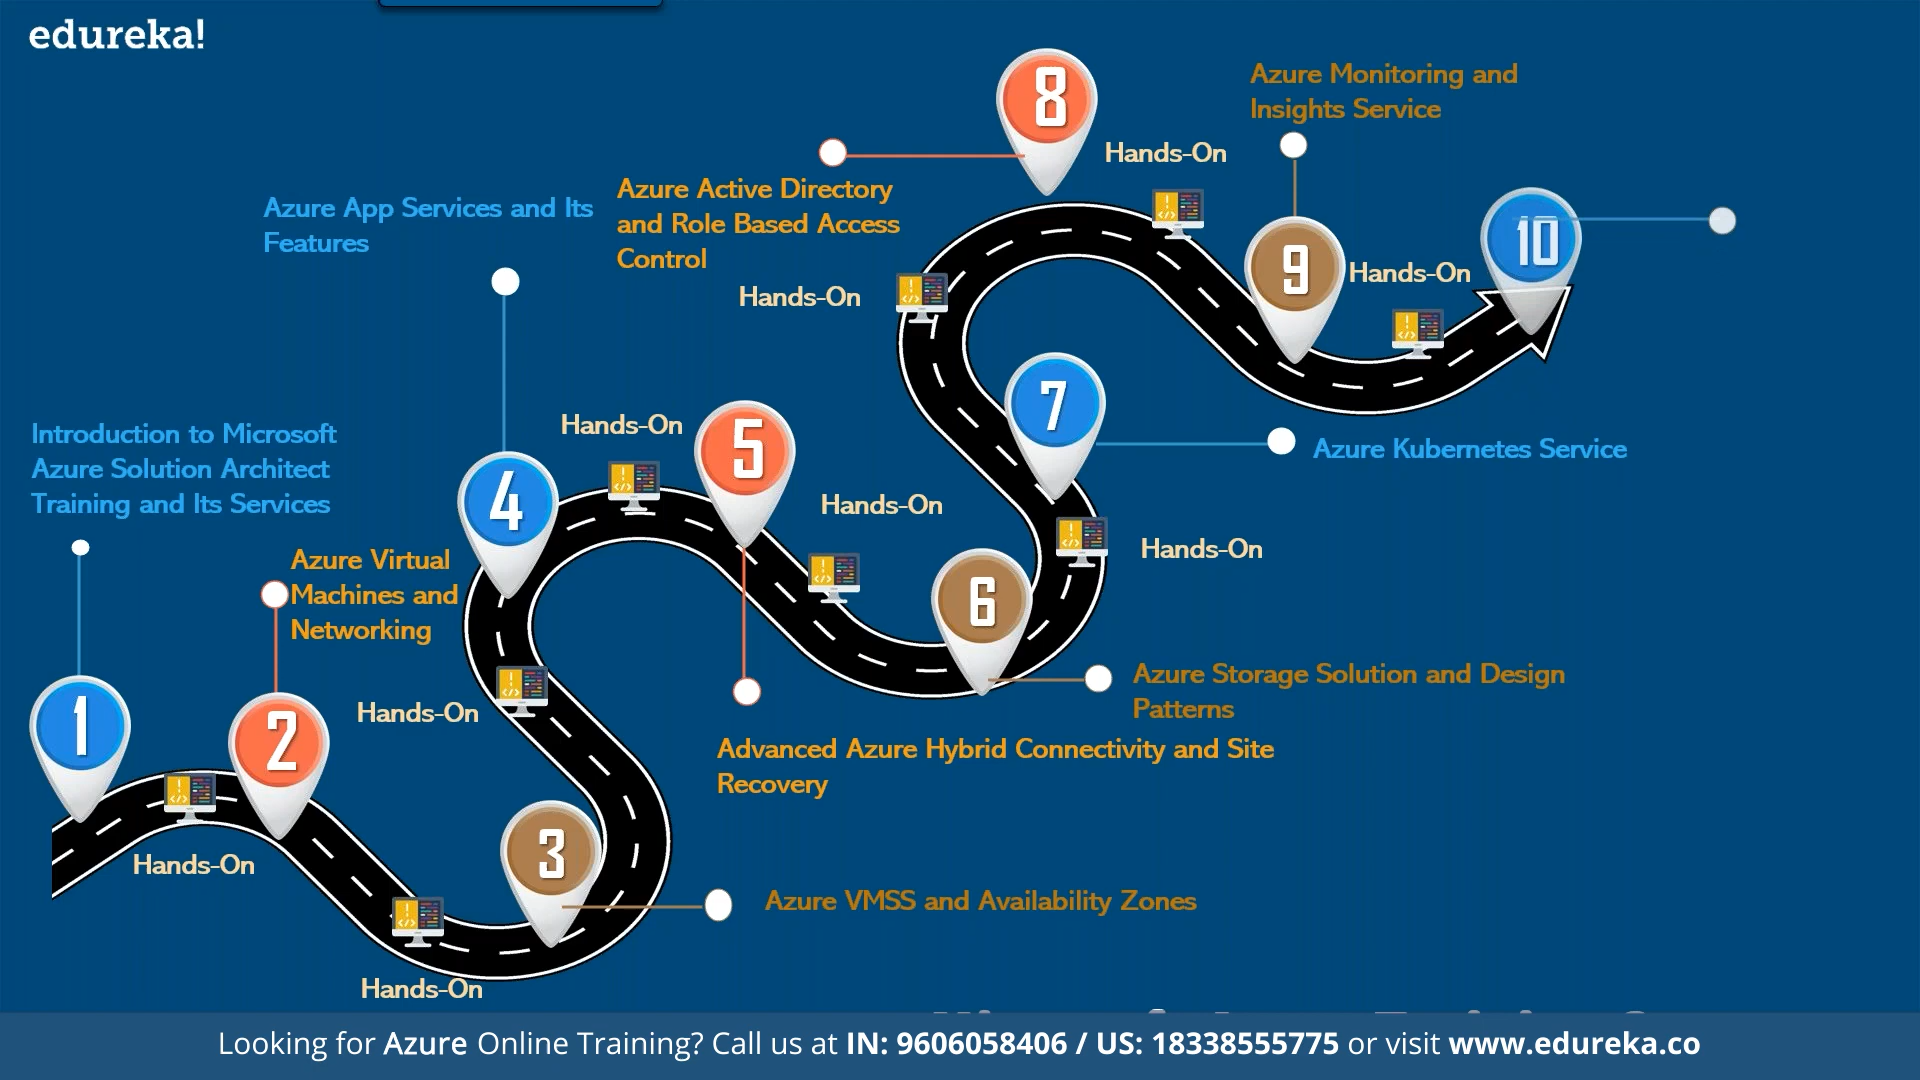 edureka!
8
Azure Monitoring and
Insights Service
Hands-On
Azure Active Directory
and Role Based Access
Control
Azure App Services and Its
Features
9
Hands-On
10
Hands-On
7
Azure Kubernetes Service
Introduction to Microsoft
Azure Solution Architect
Training and Its Services
Hands-On
5
4
Hands-On
Hands-On
Azure Virtual
Machines and
Networking
6
Azure Storage Solution and Design
Patterns
Hands-On
1
2
Advanced Azure Hybrid Connectivity and Site
Recovery
Hands-On
3
Azure VMSS and Availability Zones
Hands-On
Looking for Azure Online Training? Call us at IN: 9606058406 / US: 18338555775 or visit www.edureka.co